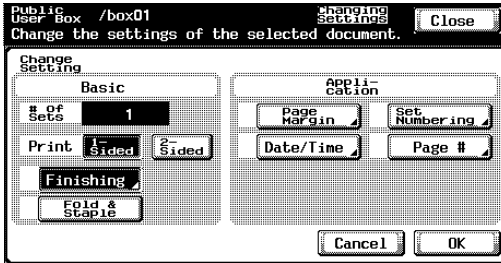 Public
User Box /box01
Changing
Settings
Close
Change the settings of the selected document.
Change
Setting
Basic
Appli-
cation
# of
Sets
1
Page
Margin
Set
Numbering
Print
1-
Sided
2-
Sided
Date/Time
Page #
Finishing
Fold &
Staple
Cancel
OK